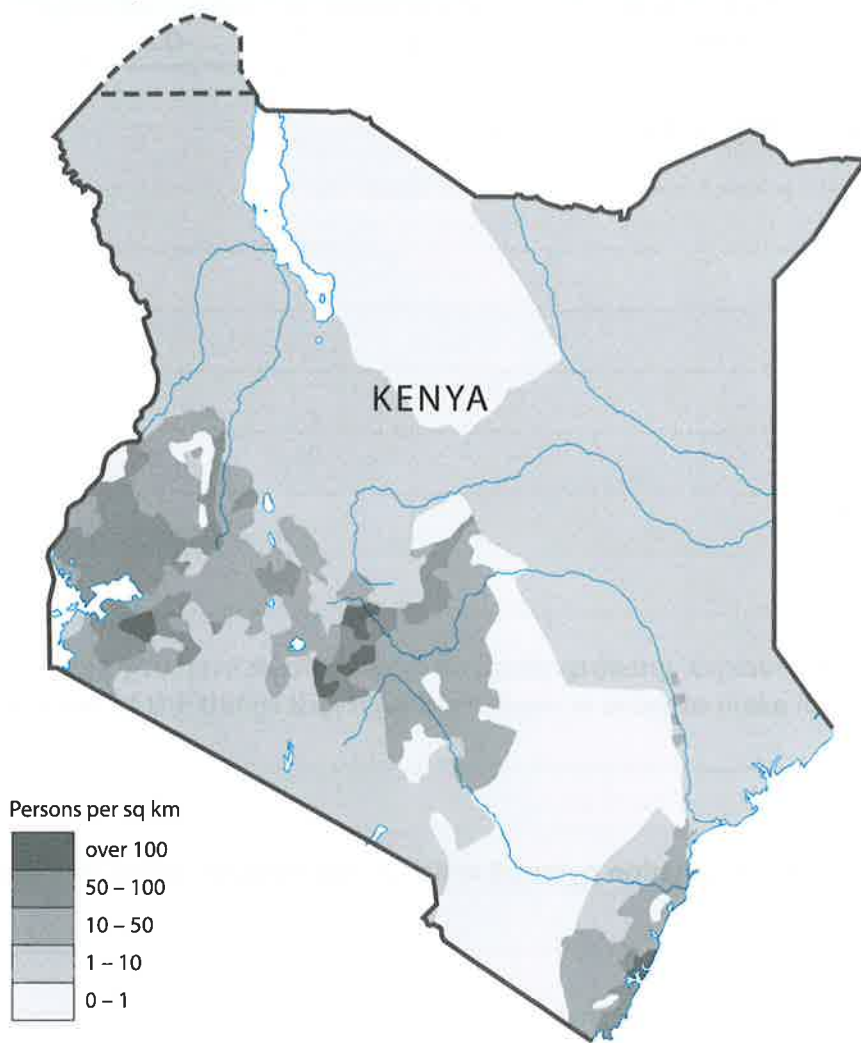 KENYA
Persons per sq km
over 100
50 – 100
10 – 50
1 – 10
0 – 1